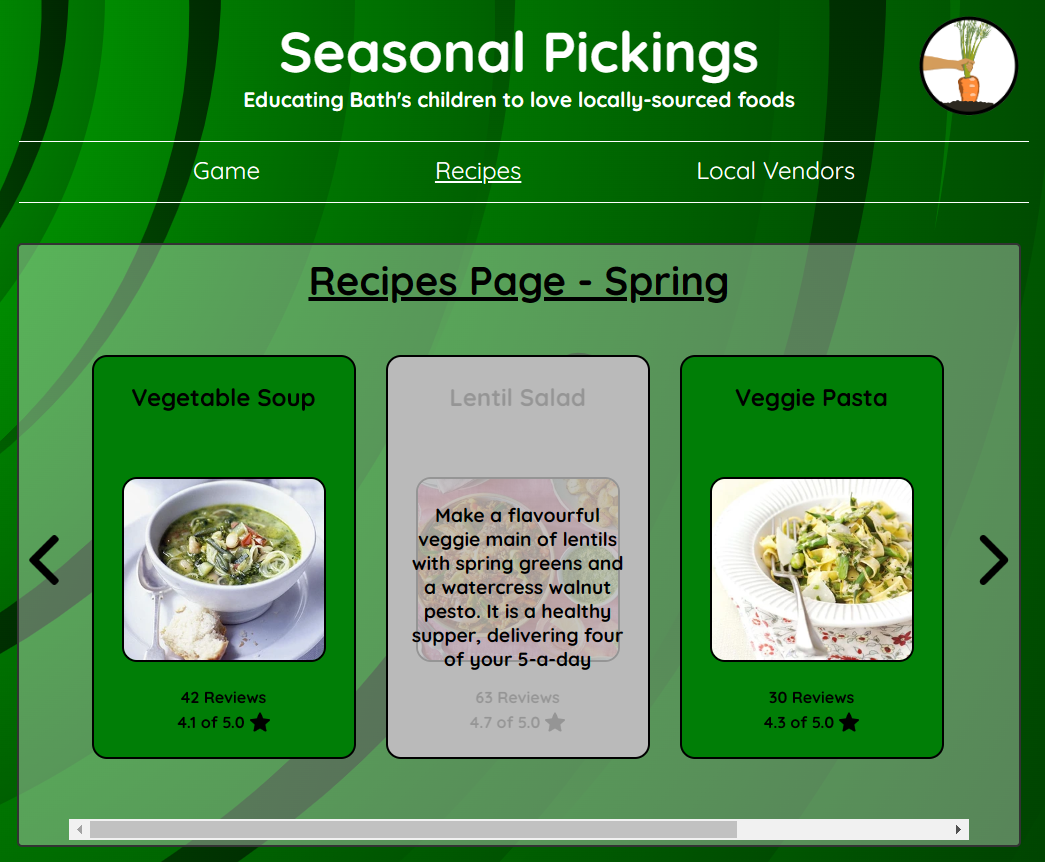 Seasonal Pickings
Educating Bath's children to love locally-sourced foods
Game
Recipes
Local Vendors
Recipes Page - Spring
Vegetable Soup
42 Reviews
4.1 of 5.0
Lentil Salad
Make a flavourful
veggie main of lentils
with spring greens and
a watercress walnut
pesto. It is a healthy
supper, delivering four
of your 5-a-day
63 Reviews
4.7 of 5.0
Veggie Pasta
30 Reviews
4.3 of 5.0